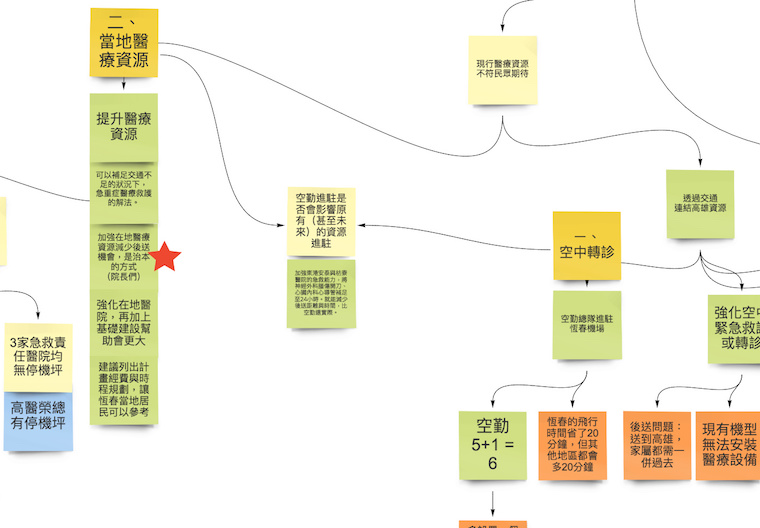 二、
當地醫
療資源
提升醫療
資源
可以補足交通不
足的狀況下，
急重症醫療救護
的解法。
加強在地醫療
資源減少後送
機會，是治本
的方式
（院長們）
強化在地醫
院，再加上
基礎建設幫
助會更大
建議列出計
畫經費與時
程規劃，讓
恆春當地居
民可以參考
3家急救責
任醫院均
無停機坪
高醫榮總
有停機坪
現行醫療資源
不符民眾期待
空勤進駐是
否會影響原
有（甚至未
來）的資源
進駐
加強東港安泰與枋寮
醫院的急救能力，將
神經外科腦傷開刀、
心臟內科心導管補足
至24小時，就能減少
後送距離與時間，比
空勤還實際。
透過交通
連結高雄資源
一、
空中轉診
空勤總隊進駐
恆春機場
強化空中
緊急救
或轉診
空勤
5+1 =
6
恆春的飛行
時間省了20
分鐘，但其
他地區都會
多20分鐘
後送問題：
送到高雄，
家屬都需一
併過去
現有機型
無法安裝
醫療設備